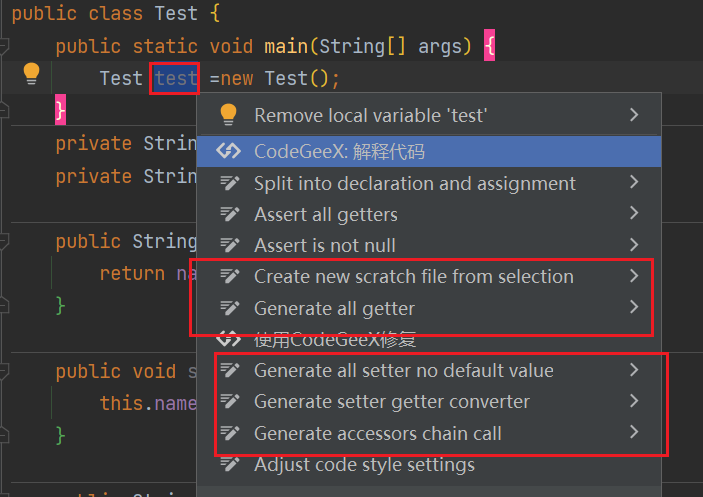 public class Test {
public static void main(String[] args) {
Test test =new Test();
}
private Strin
private Strin
public String
return na
}
public void s
this.name
}
public String
Remove local variable 'test'
CodeGeeX: 解释代码
Split into declaration and assignment
Assert all getters
Assert is not null
Create new scratch file from selection
Generate all getter
使用CodeGeeX修复
Generate all setter no default value
Generate setter getter converter
Generate accessors chain call
Adjust code style settings